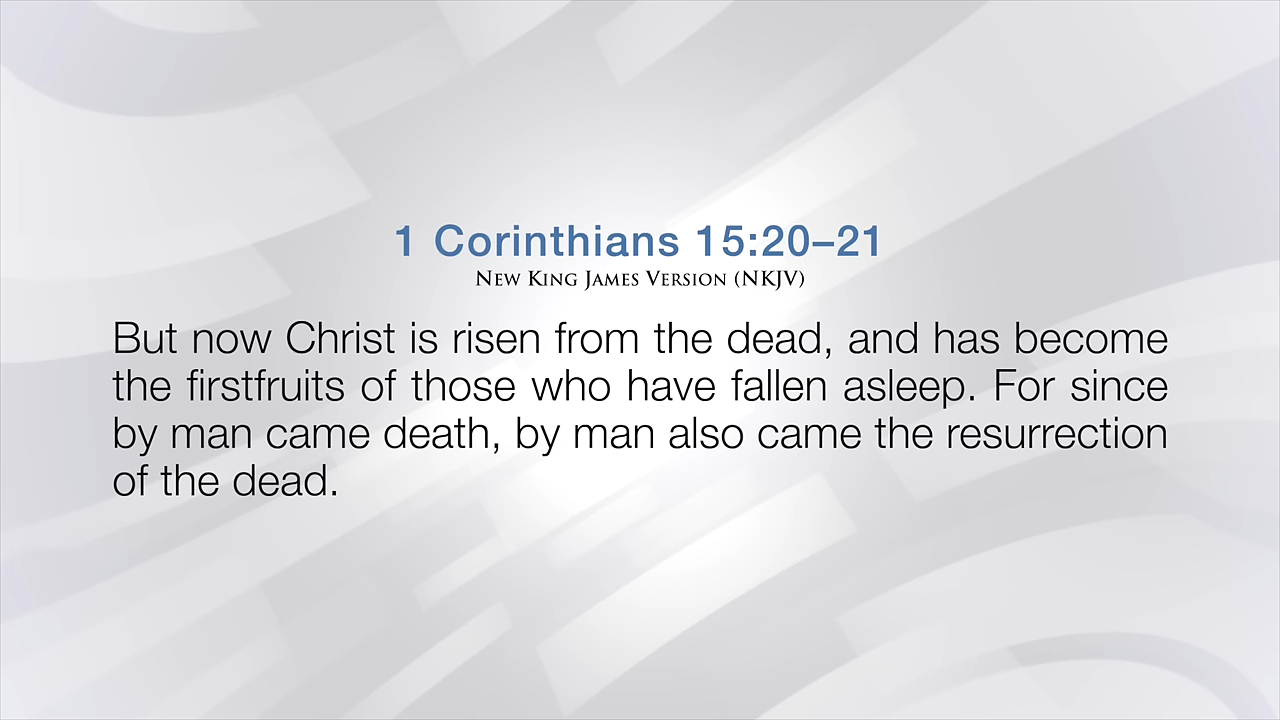 1 Corinthians 15:20–21
New King James Version (NKJV)
But now Christ is risen from the dead, and has become
the firstfruits of those who have fallen asleep. For since
by man came death, by man also came the resurrection
of the dead.